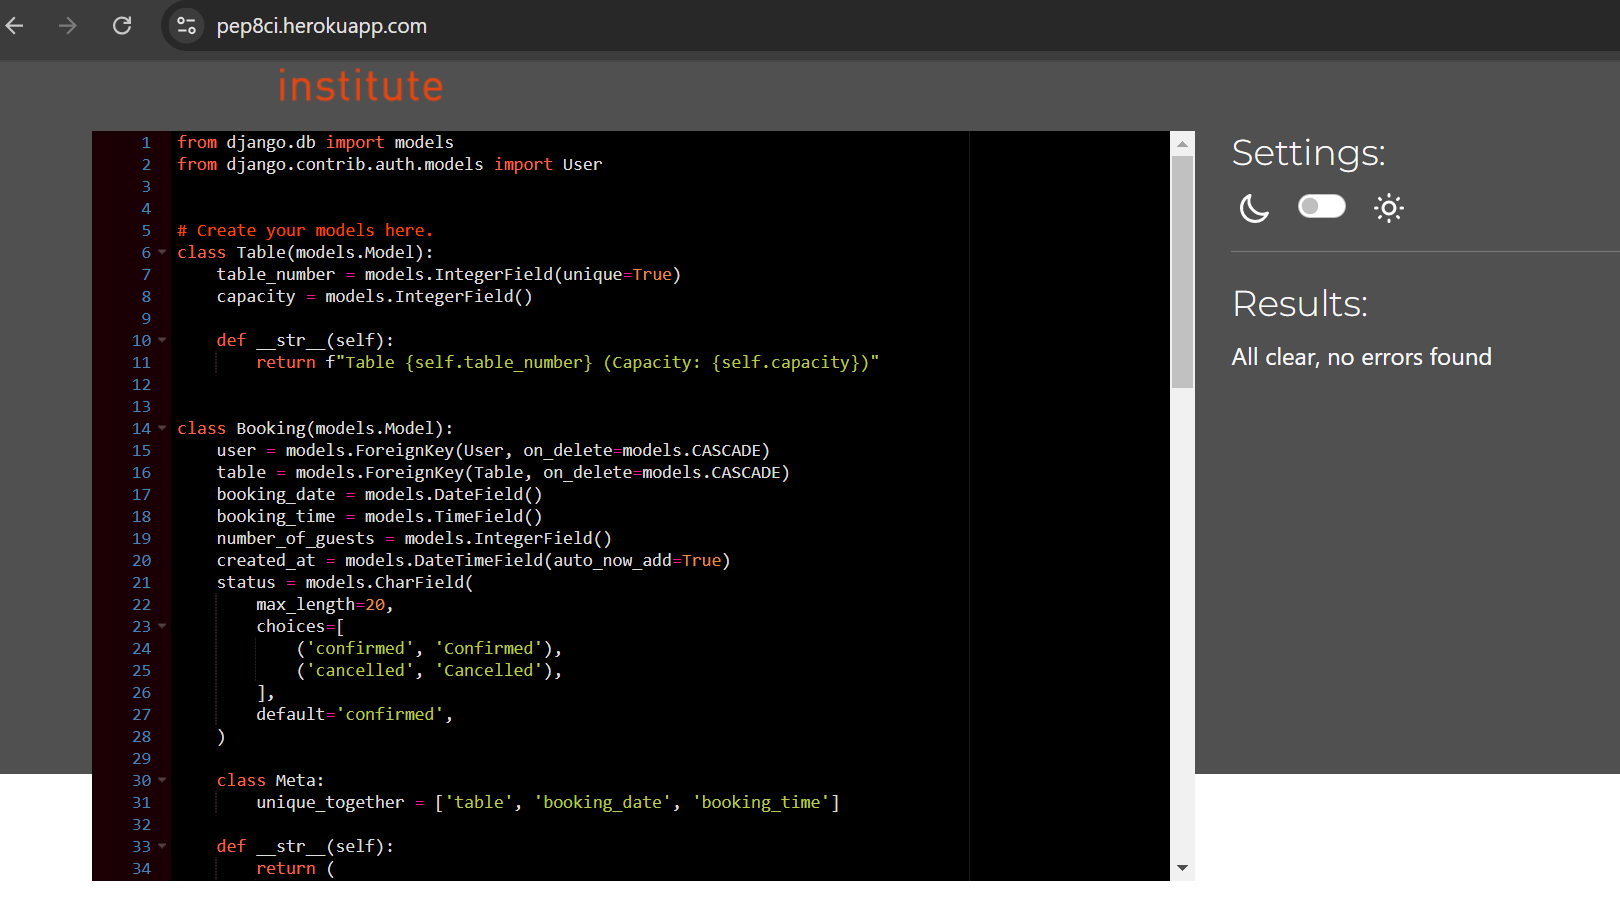 pep8ci.herokuapp.com
institute
1 from django.db import models
2 from django.contrib.auth.models import User
3
4
5 # Create your models here.
6 class Table(models.Model):
7     table_number = models.IntegerField(unique=True)
8     capacity = models.IntegerField()
9
10     def __str__(self):
11         return f"Table {self.table_number} (Capacity: {self.capacity})"
12
13
14 class Booking(models.Model):
15     user = models.ForeignKey(User, on_delete=models.CASCADE)
16     table = models.ForeignKey(Table, on_delete=models.CASCADE)
17     booking_date = models.DateField()
18     booking_time = models.TimeField()
19     number_of_guests = models.IntegerField()
20     created_at = models.DateTimeField(auto_now_add=True)
21     status = models.CharField(
22         max_length=20,
23         choices=[
24             ('confirmed', 'Confirmed'),
25             ('cancelled', 'Cancelled'),
26         ],
27         default='confirmed',
28     )
29
30     class Meta:
31         unique_together = ['table', 'booking_date', 'booking_time']
32
33     def __str__(self):
34         return (
Settings:
Results:
All clear, no errors found